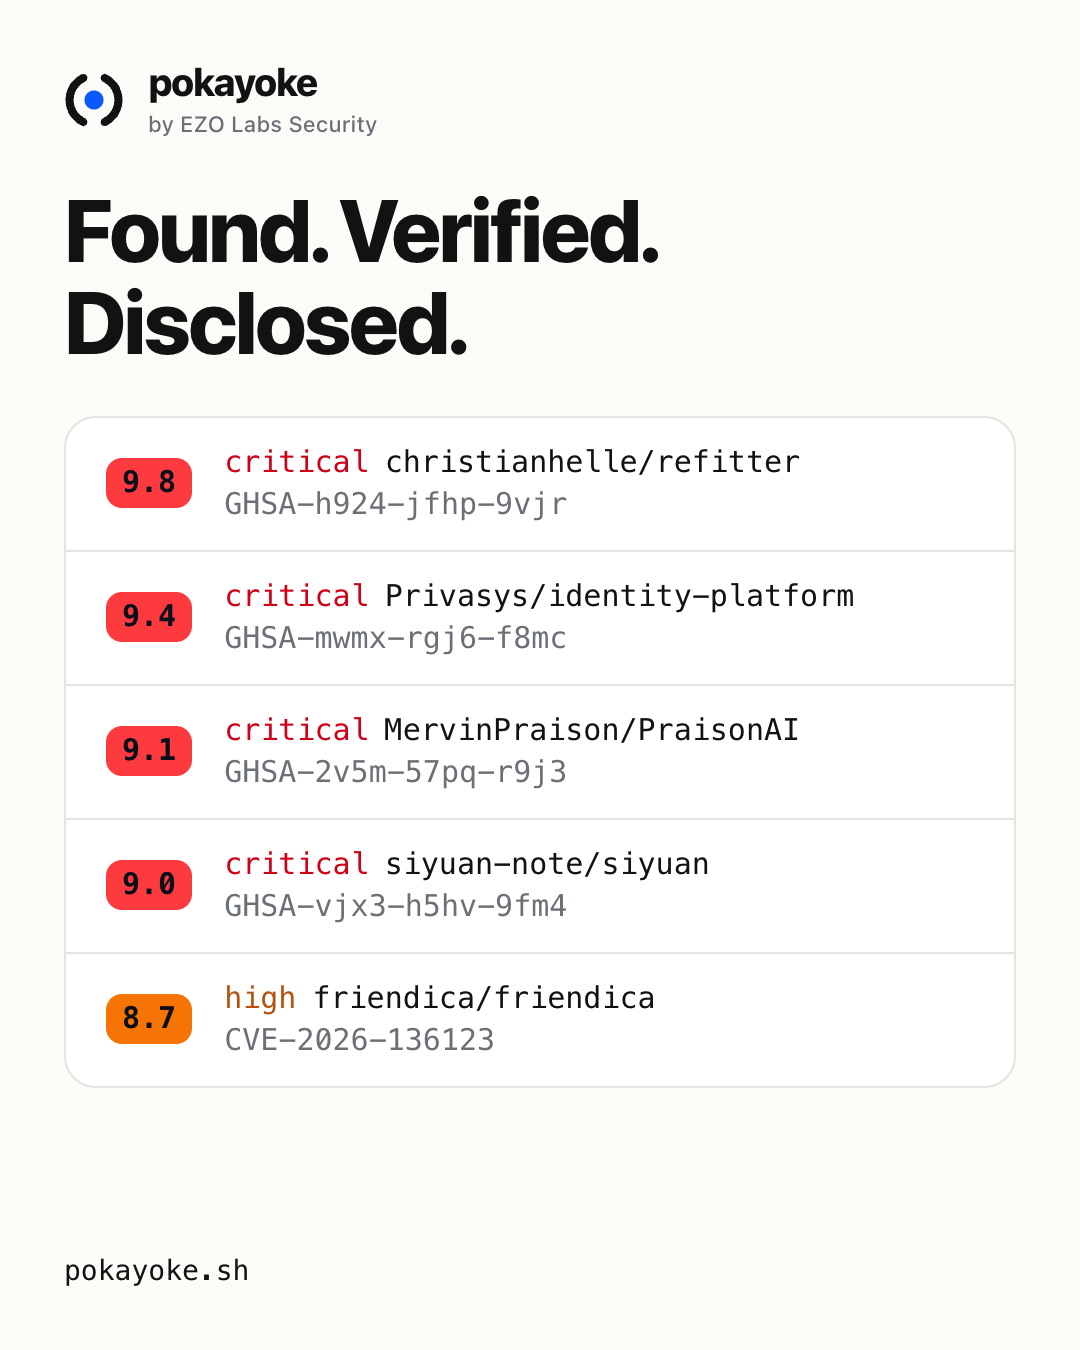 pokayoke
by EZO Labs Security
Found. Verified.
Disclosed.
9.8
critical christianhelle/refitter
GHSA-h924-jfhp-9vjr
9.4
critical Privasys/identity-platform
GHSA-mwmx-rgj6-f8mc
9.1
critical MervinPraison/PraisonAI
GHSA-2v5m-57pq-r9j3
9.0
critical siyuan-note/siyuan
GHSA-vjx3-h5hv-9fm4
8.7
high friendica/friendica
CVE-2026-136123
pokayoke.sh